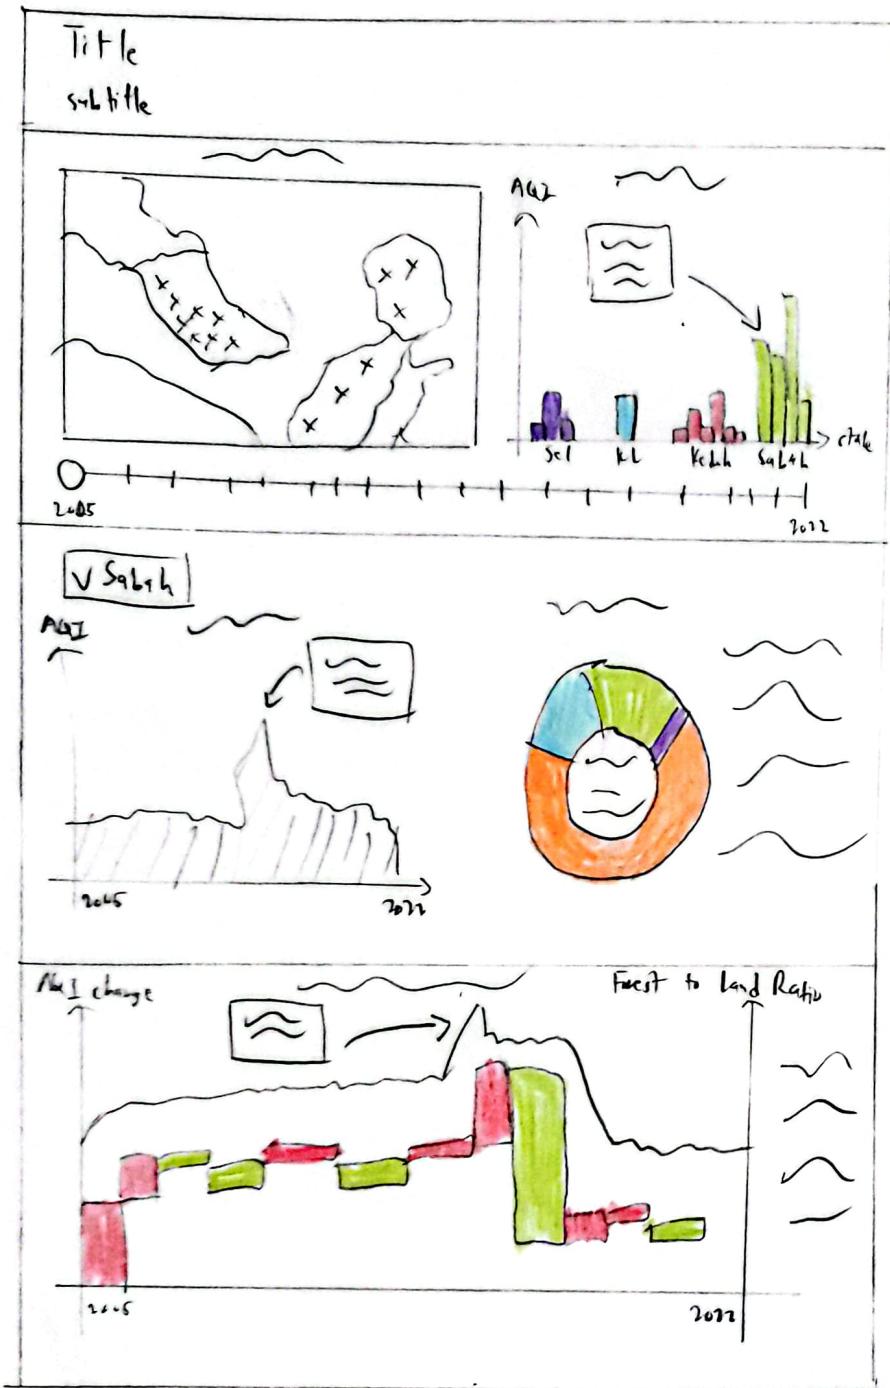 Title
subtitle
AQI
state
Sel KL Kedah Sabah
2005
2022
V Sabah
AQI
2005
2022
AQI change
Forest to Land Ratio
2005
2022